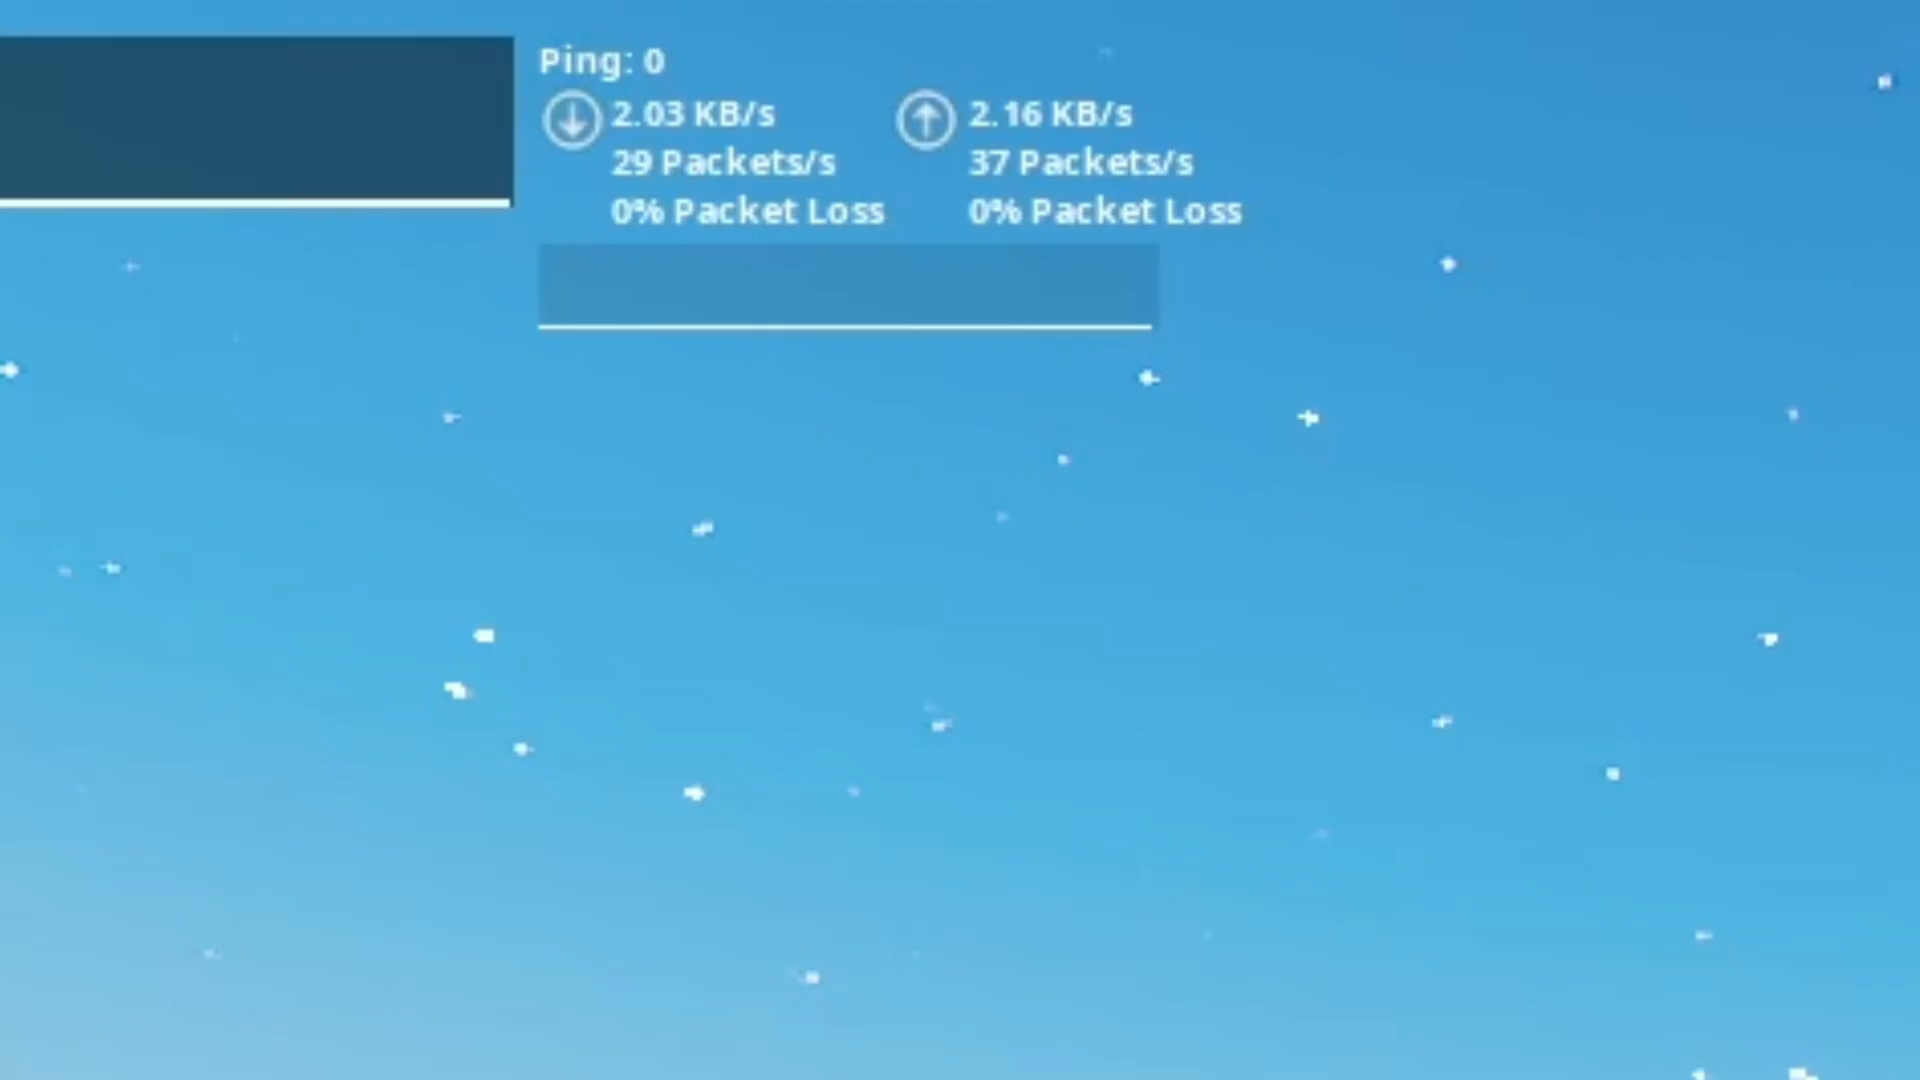 Ping: 0
2.03 KB/s
29 Packets/s
0% Packet Loss
2.16 KB/s
37 Packets/s
0% Packet Loss